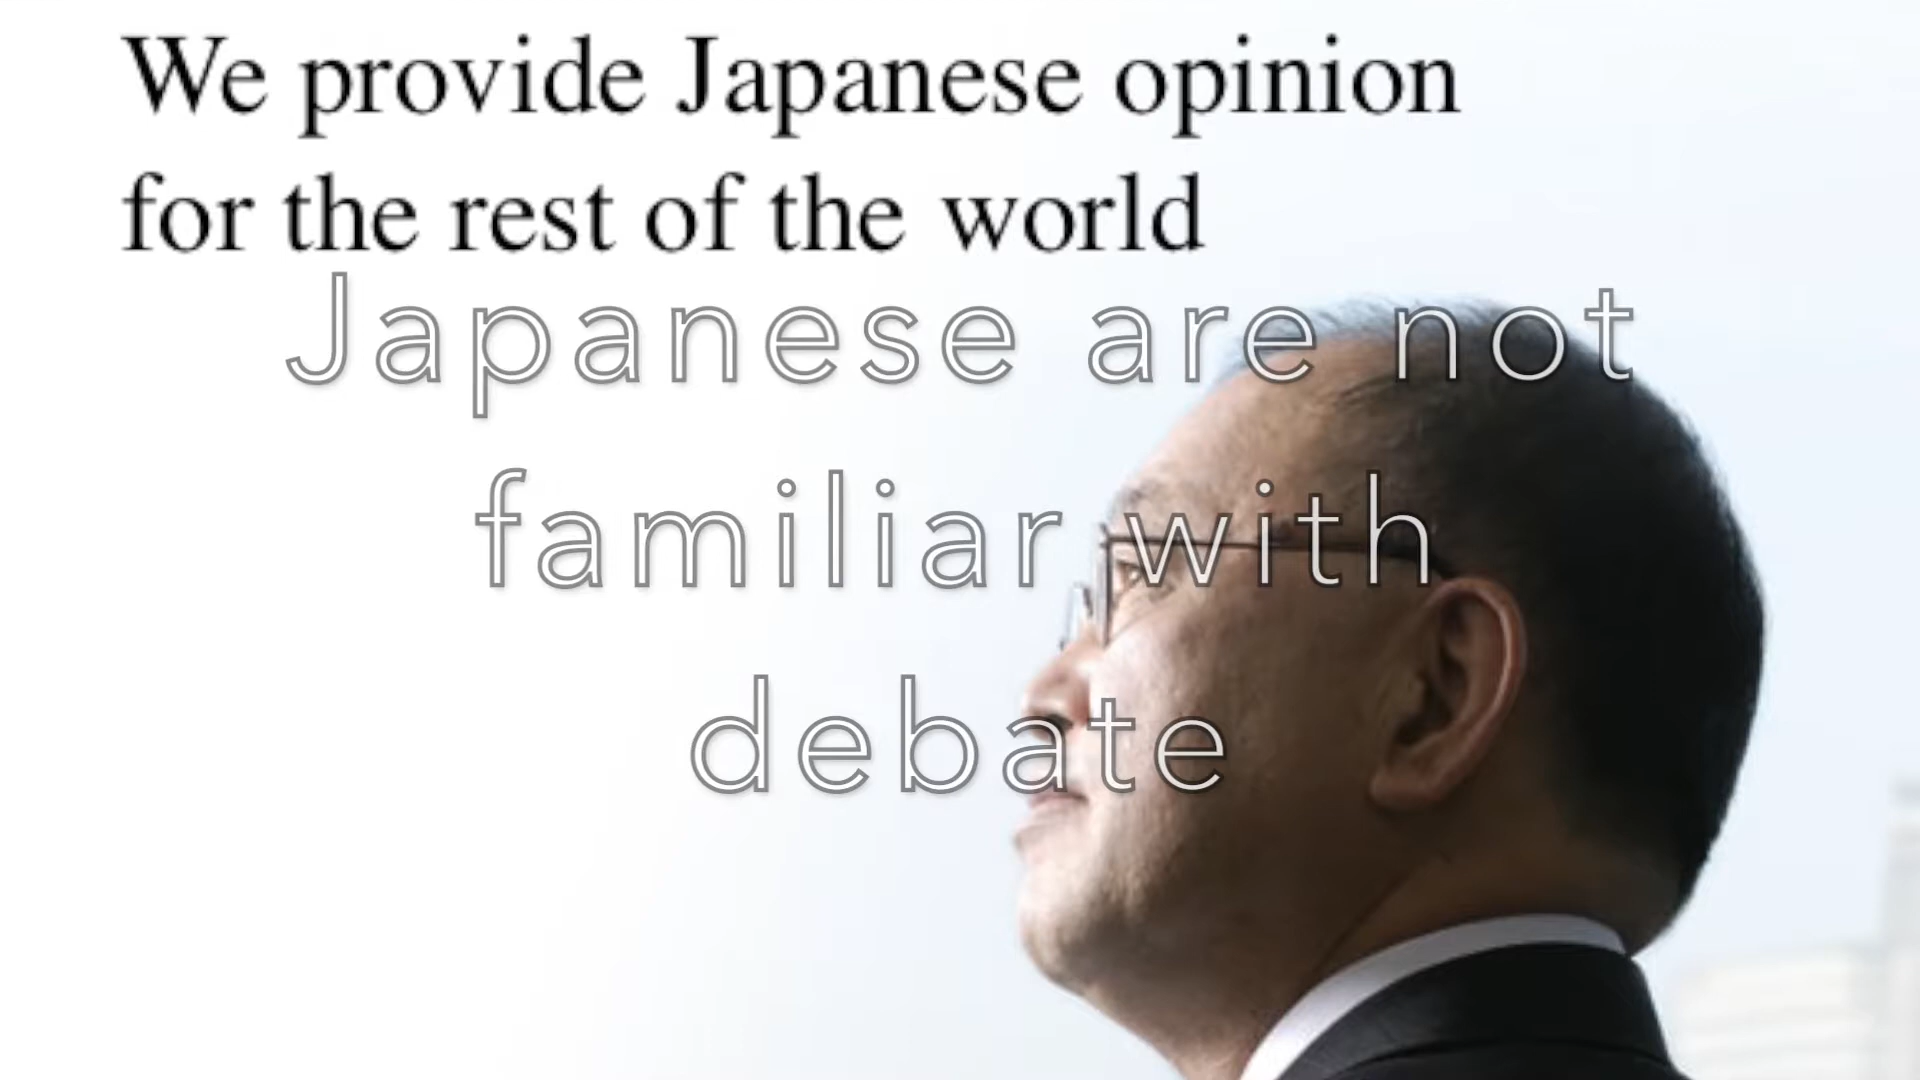 We provide Japanese opinion
for the rest of the world
Japanese are not
familiar with
debate